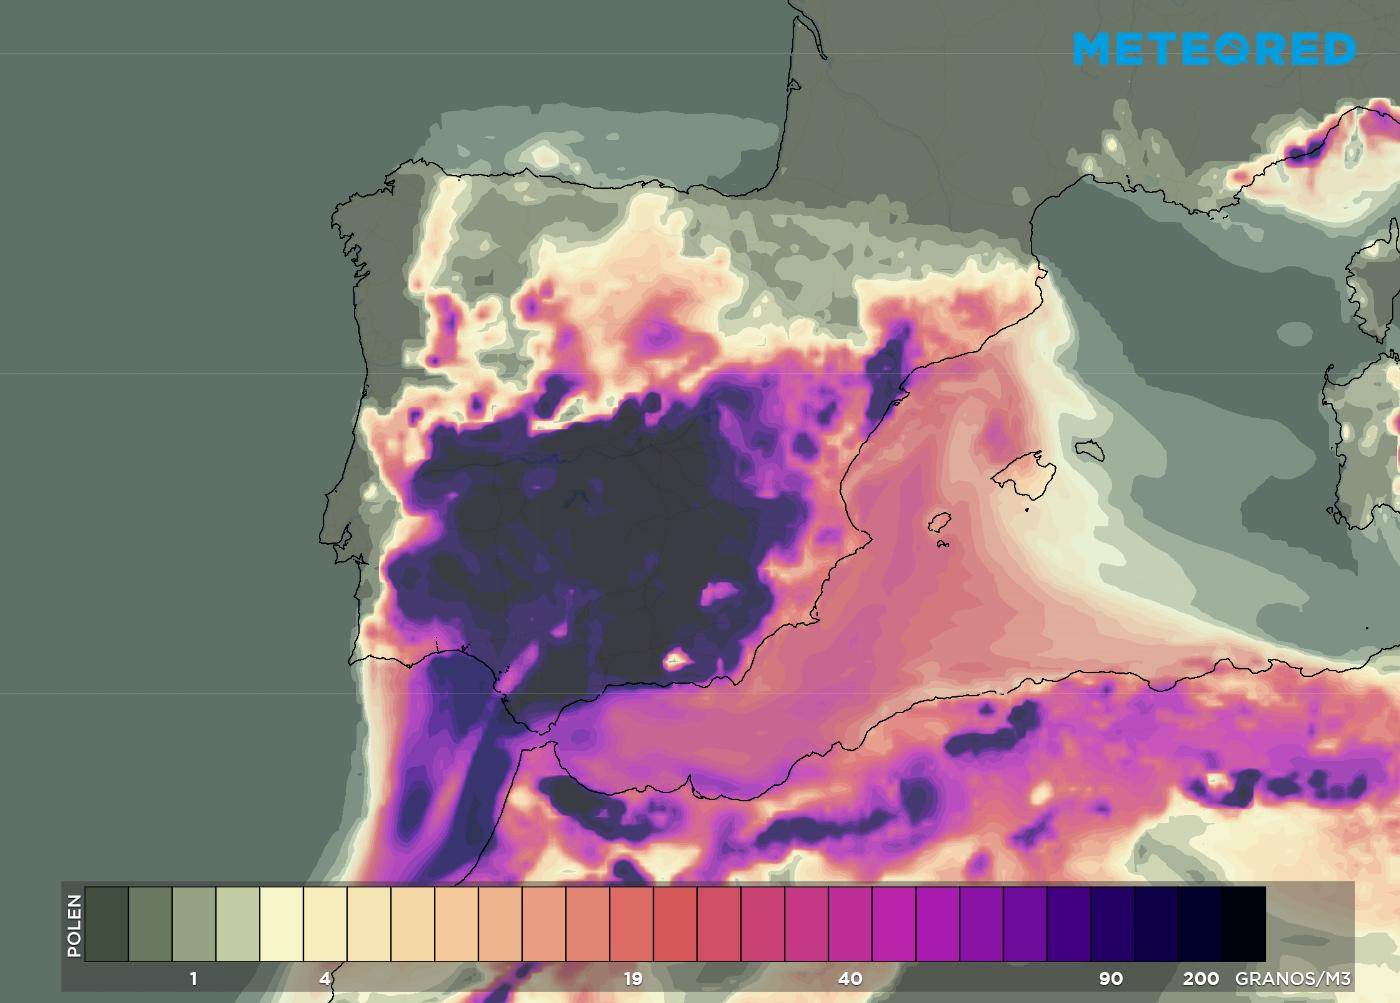 METEORED
POLEN
1 4 19 40 90 200 GRANOS/M3